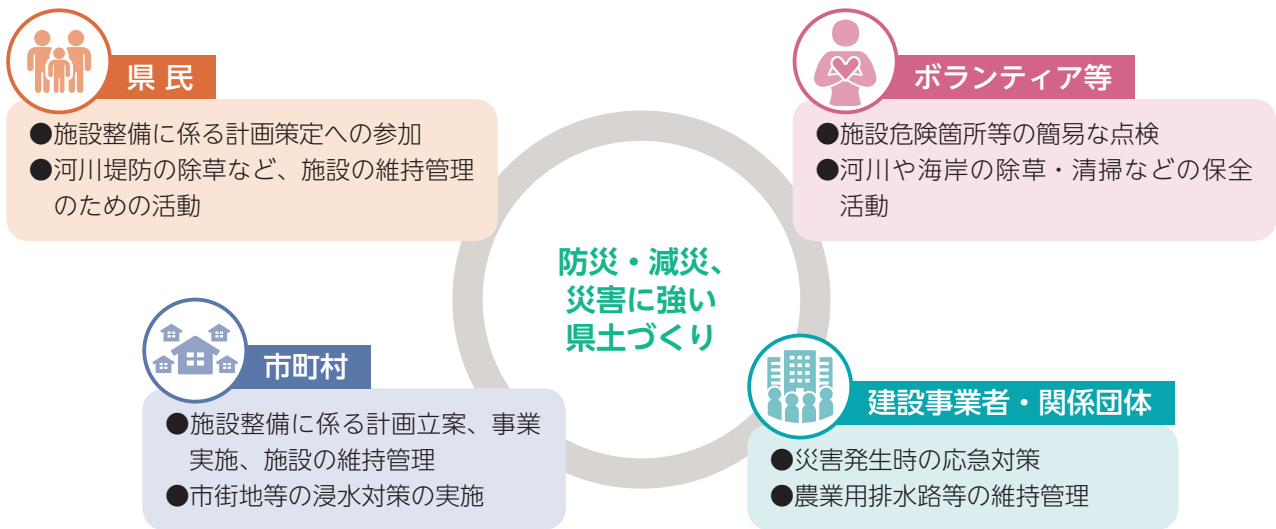 県民
●施設整備に係る計画策定への参加
●河川堤防の除草など、施設の維持管理
のための活動
ボランティア等
●施設危険箇所等の簡易な点検
●河川や海岸の除草・清掃などの保全
活動
防災・減災、
災害に強い
県土づくり
市町村
●施設整備に係る計画立案、事業
実施、施設の維持管理
●市街地等の浸水対策の実施
建設事業者・関係団体
●災害発生時の応急対策
●農業用排水路等の維持管理